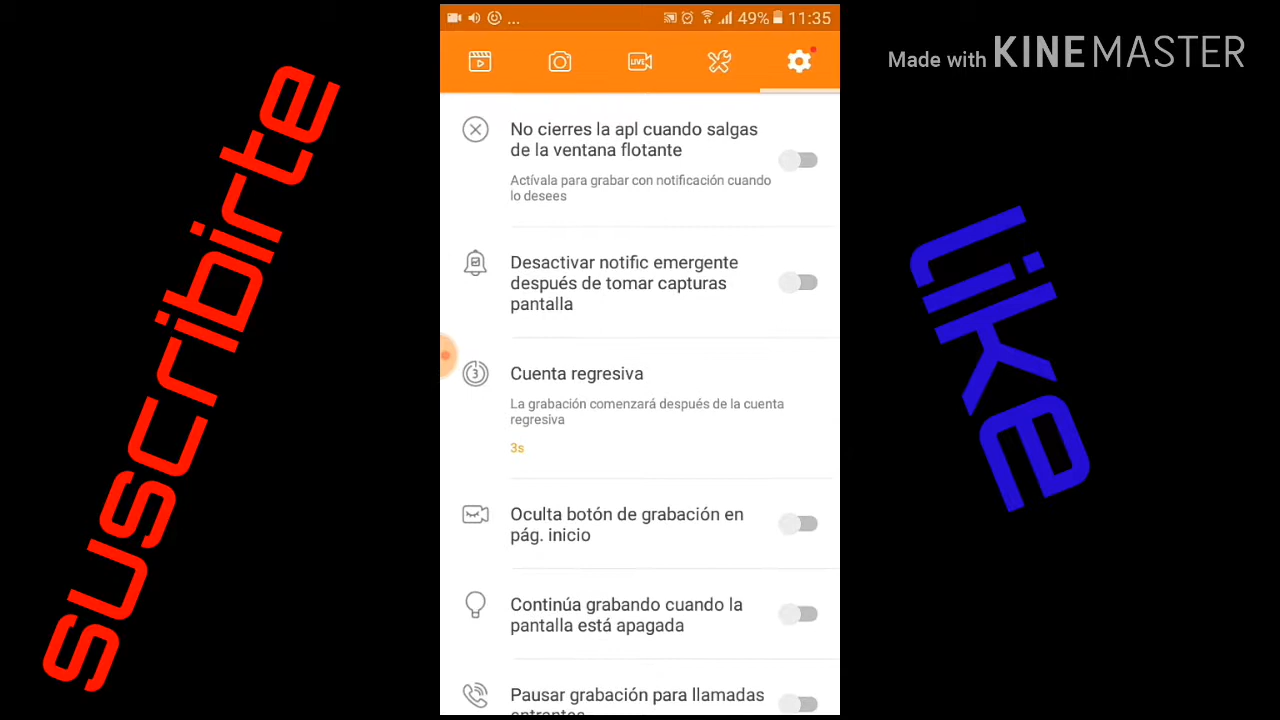 suscribirte
... 49% 11:35
LIVE
No cierres la apl cuando salgas
de la ventana flotante
Actívala para grabar con notificación cuando
lo desees
Desactivar notific emergente
después de tomar capturas
pantalla
3
Cuenta regresiva
La grabación comenzará después de la cuenta
regresiva
3s
Oculta botón de grabación en
pág. inicio
Continúa grabando cuando la
pantalla está apagada
Pausar grabación para llamadas
entrantes
Made with KINEMASTER
like